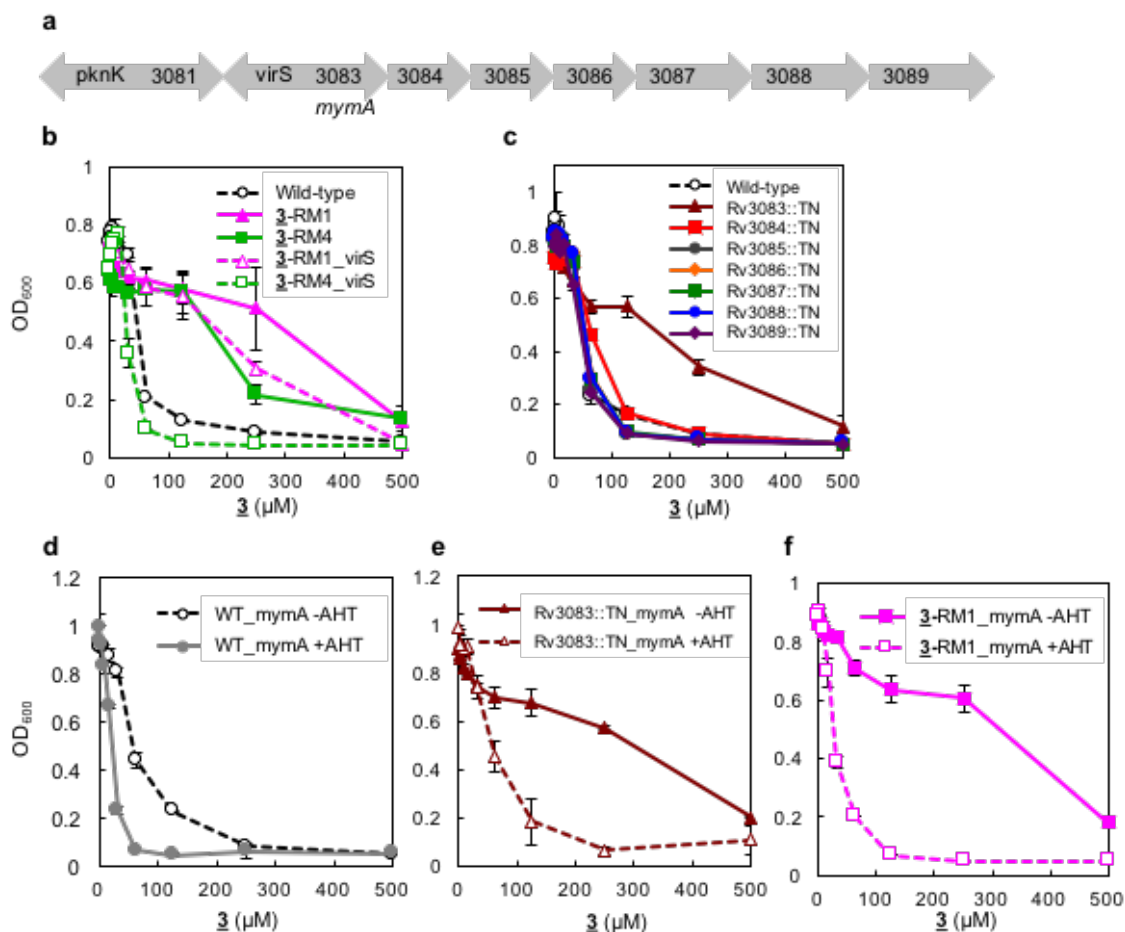 a
pknK 3081 virS 3083 3084 3085 3086 3087 3088 3089
mymA
b
1
0.8
0.6
0.4
0.2
0
OD600
Wild-type
3-RM1
3-RM4
3-RM1_virS
3-RM4_virS
0 100 200 300 400 500
3 (µM)
c
1
0.8
0.6
0.4
0.2
0
Wild-type
Rv3083::TN
Rv3084::TN
Rv3085::TN
Rv3086::TN
Rv3087::TN
Rv3088::TN
Rv3089::TN
0 100 200 300 400 500
3 (µM)
d
1.2
1
0.8
0.6
0.4
0.2
0
OD600
WT_mymA -AHT
WT_mymA +AHT
0 100 200 300 400 500
3 (µM)
e
1.2
1
0.8
0.6
0.4
0.2
0
Rv3083::TN_mymA -AHT
Rv3083::TN_mymA +AHT
0 100 200 300 400 500
3 (µM)
f
1
0.8
0.6
0.4
0.2
0
3-RM1_mymA -AHT
3-RM1_mymA +AHT
0 100 200 300 400 500
3 (µM)